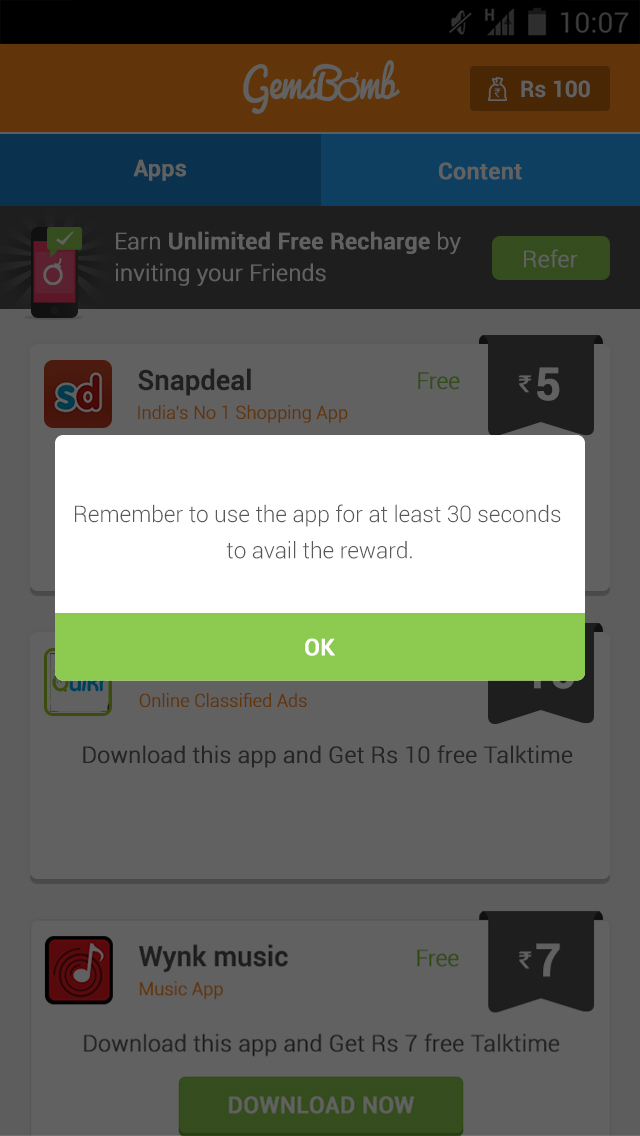 H 10:07
GemsBomb
Rs 100
Apps
Content
Earn Unlimited Free Recharge by
inviting your Friends
Refer
sd
Snapdeal
Free
₹5
India's No 1 Shopping App
Remember to use the app for at least 30 seconds
to avail the reward.
OK
Online Classified Ads
Download this app and Get Rs 10 free Talktime
Wynk music
Free
₹7
Music App
Download this app and Get Rs 7 free Talktime
DOWNLOAD NOW